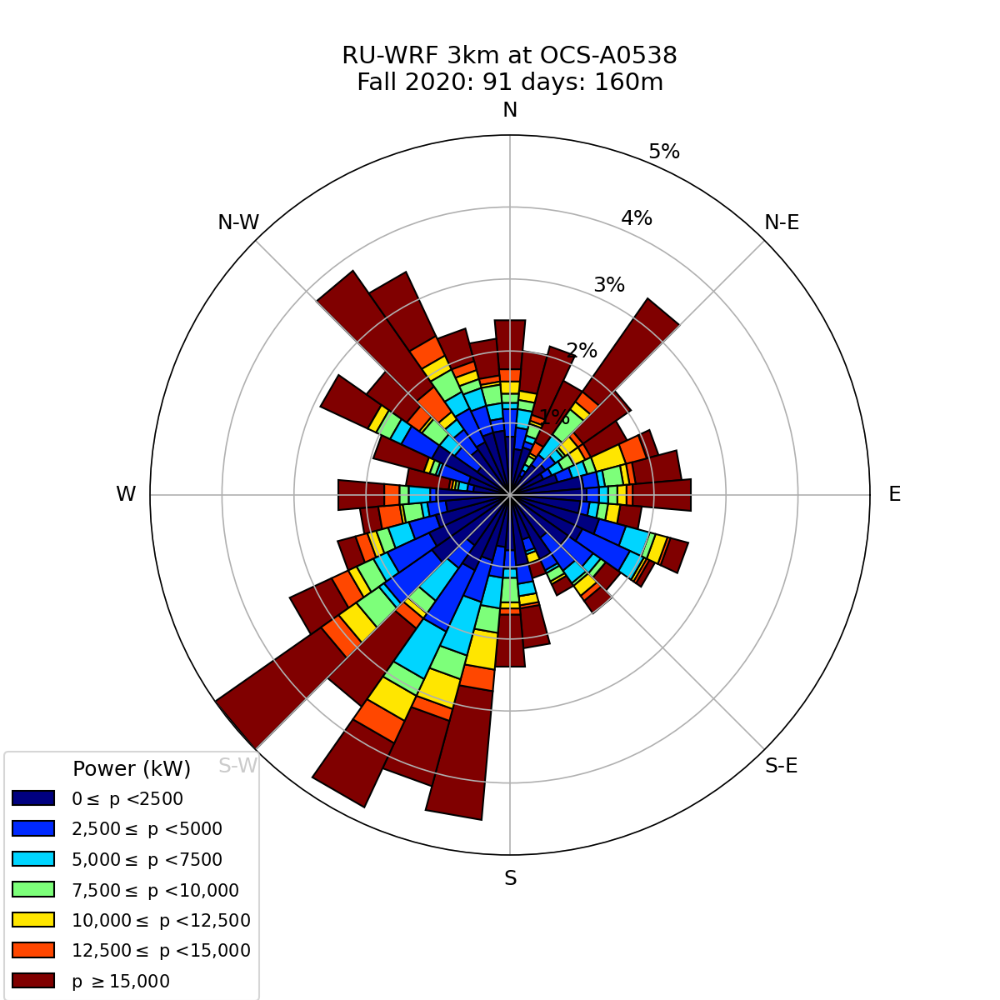 RU-WRF 3km at OCS-A0538
Fall 2020: 91 days: 160m
N
5%
N-W
N-E
4%
3%
2%
1%
W
E
S-W
S-E
S
Power (kW)
0≤ p <2500
2,500≤ p <5000
5,000≤ p <7500
7,500≤ p <10,000
10,000≤ p <12,500
12,500≤ p <15,000
p ≥15,000